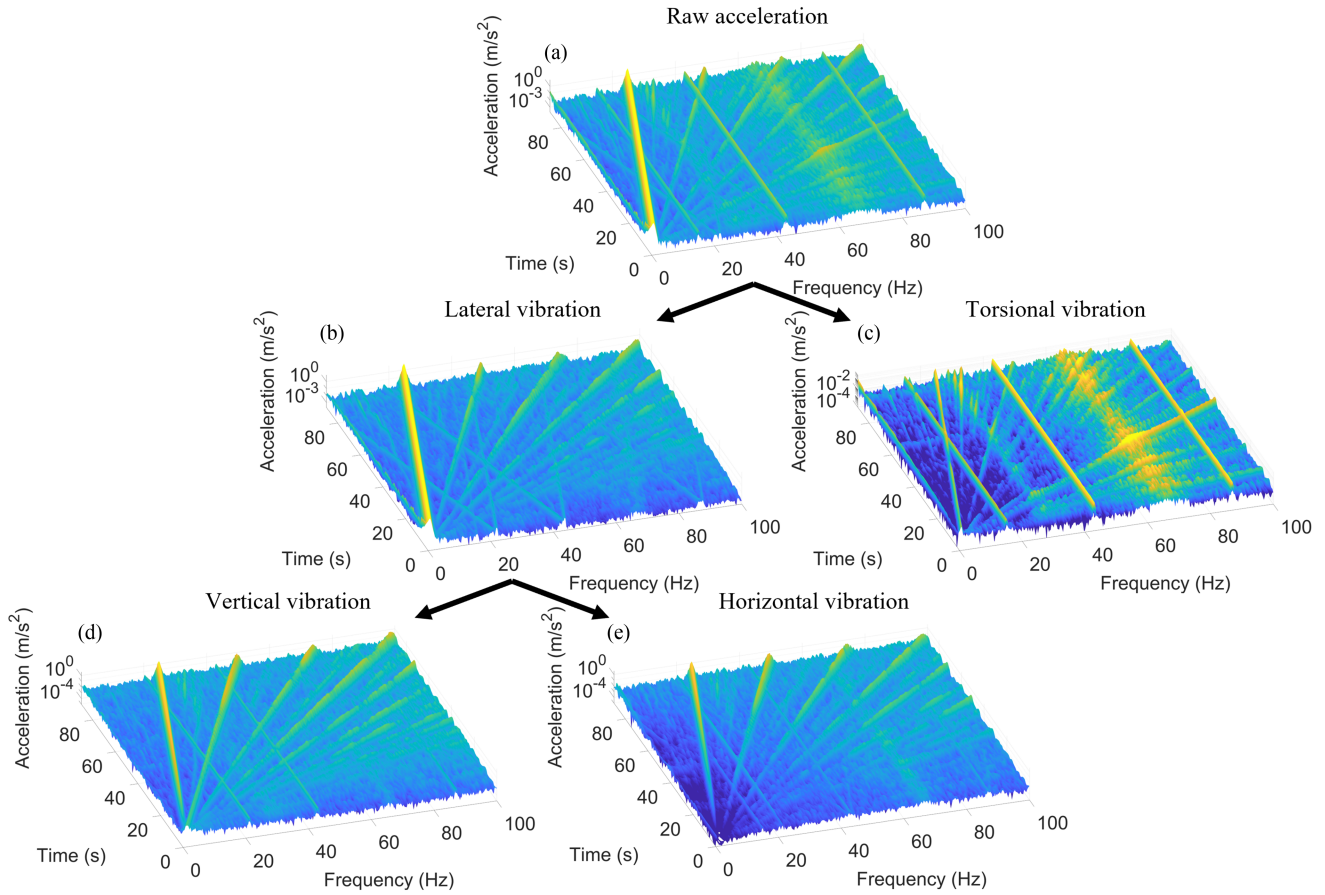 Raw acceleration
(a)
Acceleration (m/s²)
10⁰
10⁻³
80
60
40
20
0
Time (s)
0
20
40
60
80
100
Frequency (Hz)
Lateral vibration
(b)
Acceleration (m/s²)
10⁰
10⁻³
80
60
40
20
0
Time (s)
0
20
40
60
80
100
Frequency (Hz)
Torsional vibration
(c)
Acceleration (m/s²)
10⁻²
10⁻⁴
80
60
40
20
0
Time (s)
0
20
40
60
80
100
Frequency (Hz)
Vertical vibration
(d)
Acceleration (m/s²)
10⁰
10⁻⁴
80
60
40
20
0
Time (s)
0
20
40
60
80
100
Frequency (Hz)
Horizontal vibration
(e)
Acceleration (m/s²)
10⁰
10⁻⁴
80
60
40
20
0
Time (s)
0
20
40
60
80
100
Frequency (Hz)